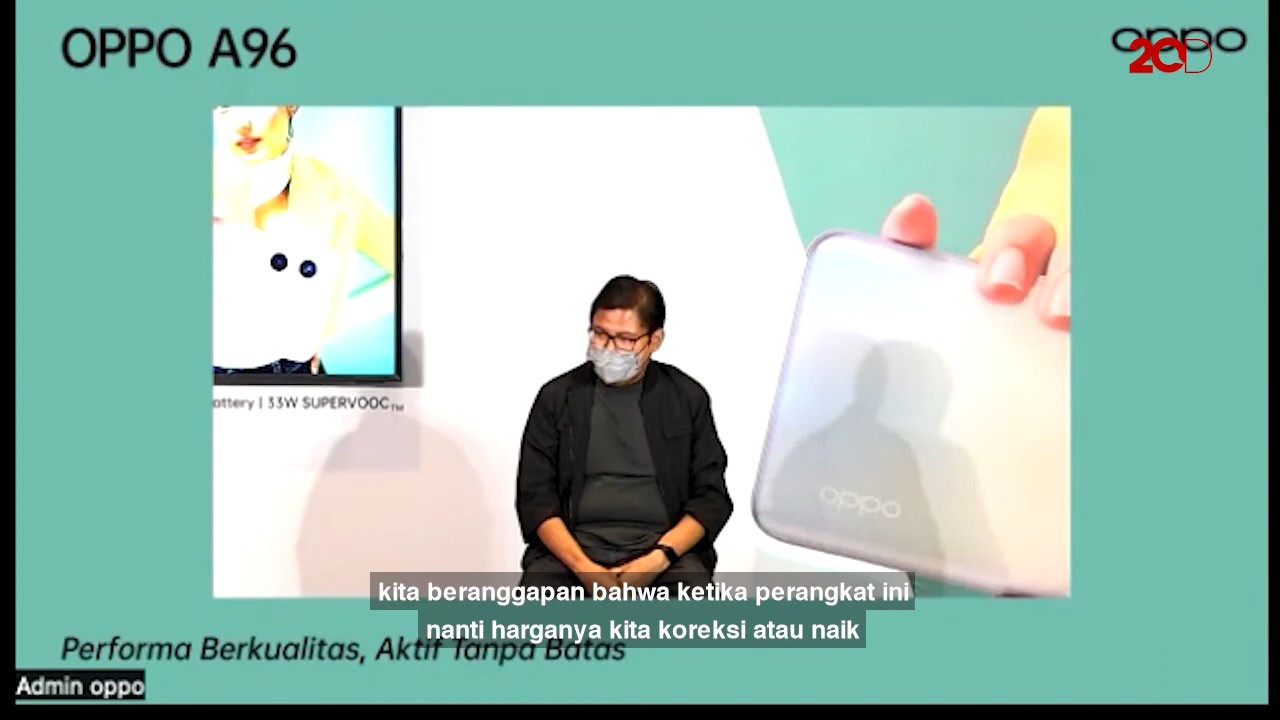 OPPO A96
oppo
20D
attery | 33W SUPERVOOC™
oppo
kita beranggapan bahwa ketika perangkat ini
nanti harganya kita koreksi atau naik
Performa Berkualitas, Aktif Tanpa Batas
Admin oppo